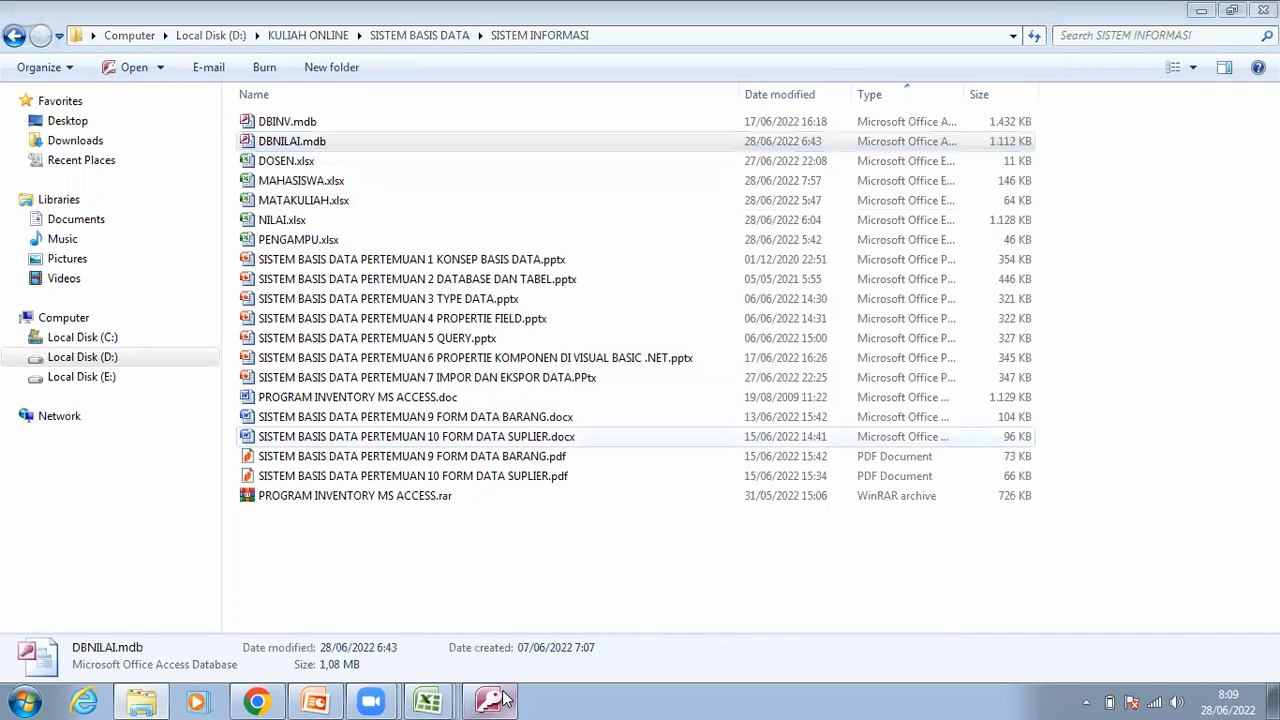 Computer Local Disk (D:) KULIAH ONLINE SISTEM BASIS DATA SISTEM INFORMASI Search SISTEM INFORMASI
Organize Open E-mail Burn New folder
Name Date modified Type Size
Favorites
Desktop
Downloads
Recent Places
Libraries
Documents
Music
Pictures
Videos
Computer
Local Disk (C:)
Local Disk (D:)
Local Disk (E:)
Network
DBINV.mdb 17/06/2022 16:18 Microsoft Office A... 1.432 KB
DBNILAI.mdb 28/06/2022 6:43 Microsoft Office A... 1.112 KB
DOSEN.xlsx 27/06/2022 22:08 Microsoft Office E... 11 KB
MAHASISWA.xlsx 28/06/2022 7:57 Microsoft Office E... 146 KB
MATAKULIAH.xlsx 28/06/2022 5:47 Microsoft Office E... 64 KB
NILAI.xlsx 28/06/2022 6:04 Microsoft Office E... 1.128 KB
PENGAMPU.xlsx 28/06/2022 5:42 Microsoft Office E... 46 KB
SISTEM BASIS DATA PERTEMUAN 1 KONSEP BASIS DATA.pptx 01/12/2020 22:51 Microsoft Office P... 354 KB
SISTEM BASIS DATA PERTEMUAN 2 DATABASE DAN TABEL.pptx 05/05/2021 5:55 Microsoft Office P... 446 KB
SISTEM BASIS DATA PERTEMUAN 3 TYPE DATA.pptx 06/06/2022 14:30 Microsoft Office P... 321 KB
SISTEM BASIS DATA PERTEMUAN 4 PROPERTIE FIELD.pptx 06/06/2022 14:30 Microsoft Office P... 322 KB
SISTEM BASIS DATA PERTEMUAN 5 QUERY.pptx 06/06/2022 15:00 Microsoft Office P... 327 KB
SISTEM BASIS DATA PERTEMUAN 6 PROPERTIE KOMPONEN DI VISUAL BASIC .NET.pptx 17/06/2022 16:26 Microsoft Office P... 345 KB
SISTEM BASIS DATA PERTEMUAN 7 IMPOR DAN EKSPOR DATA.PPtx 27/06/2022 22:25 Microsoft Office P... 347 KB
PROGRAM INVENTORY MS ACCESS.doc 19/08/2009 11:22 Microsoft Office ... 1.129 KB
SISTEM BASIS DATA PERTEMUAN 9 FORM DATA BARANG.docx 13/06/2022 15:42 Microsoft Office ... 104 KB
SISTEM BASIS DATA PERTEMUAN 10 FORM DATA SUPLIER.docx 15/06/2022 14:41 Microsoft Office ... 96 KB
SISTEM BASIS DATA PERTEMUAN 9 FORM DATA BARANG.pdf 15/06/2022 15:42 PDF Document 73 KB
SISTEM BASIS DATA PERTEMUAN 10 FORM DATA SUPLIER.pdf 15/06/2022 15:34 PDF Document 66 KB
PROGRAM INVENTORY MS ACCESS.rar 31/05/2022 15:06 WinRAR archive 726 KB
DBNILAI.mdb Date modified: 28/06/2022 6:43 Date created: 07/06/2022 7:07
Microsoft Office Access Database Size: 1,08 MB
8:09
28/06/2022